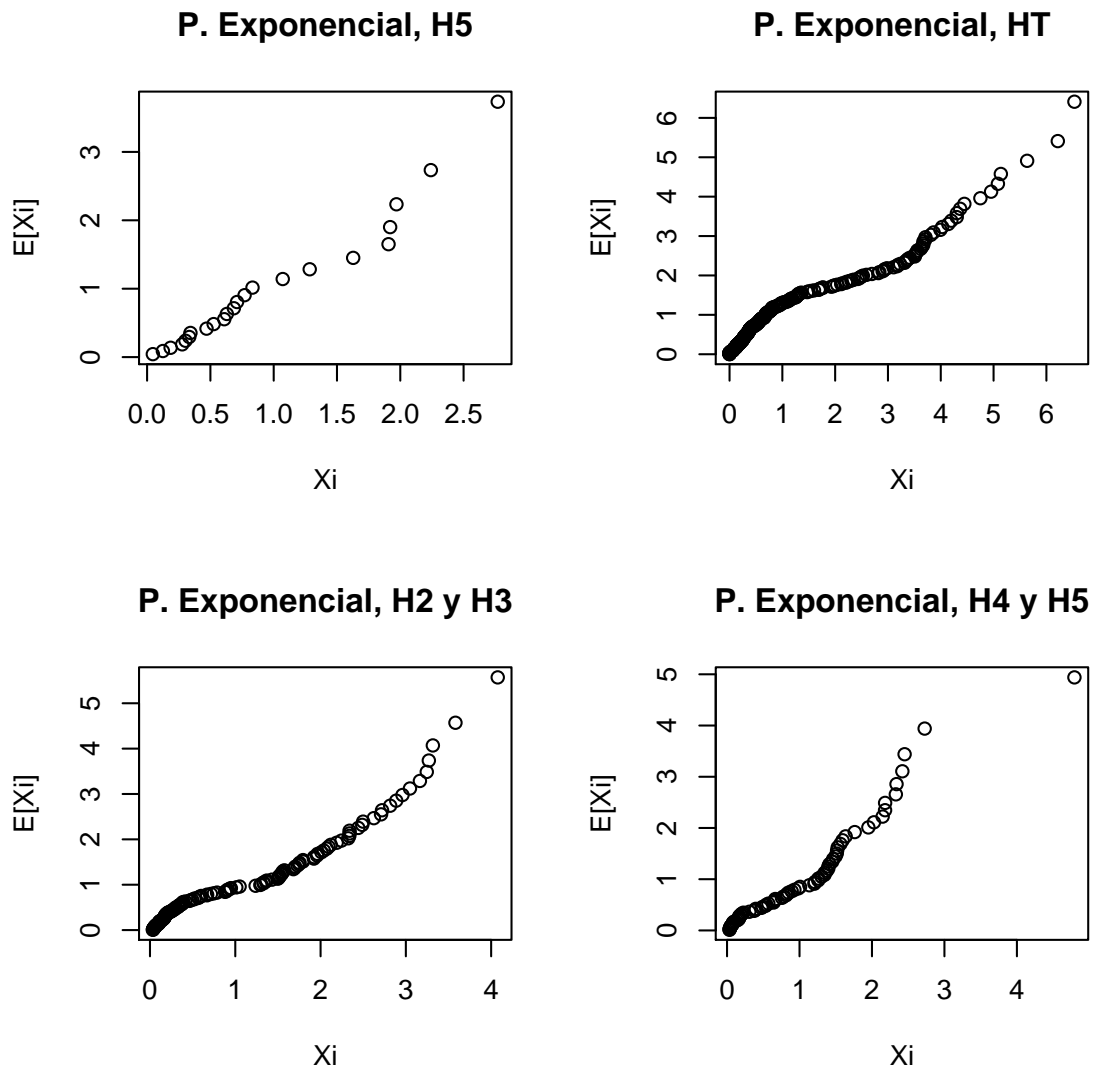 P. Exponencial, H5
3
2
1
0
E[Xi]
0.0 0.5 1.0 1.5 2.0 2.5
Xi
P. Exponencial, HT
6
5
4
3
2
1
0
E[Xi]
0 1 2 3 4 5 6
Xi
P. Exponencial, H2 y H3
5
4
3
2
1
0
E[Xi]
0 1 2 3 4
Xi
P. Exponencial, H4 y H5
5
4
3
2
1
0
E[Xi]
0 1 2 3 4
Xi